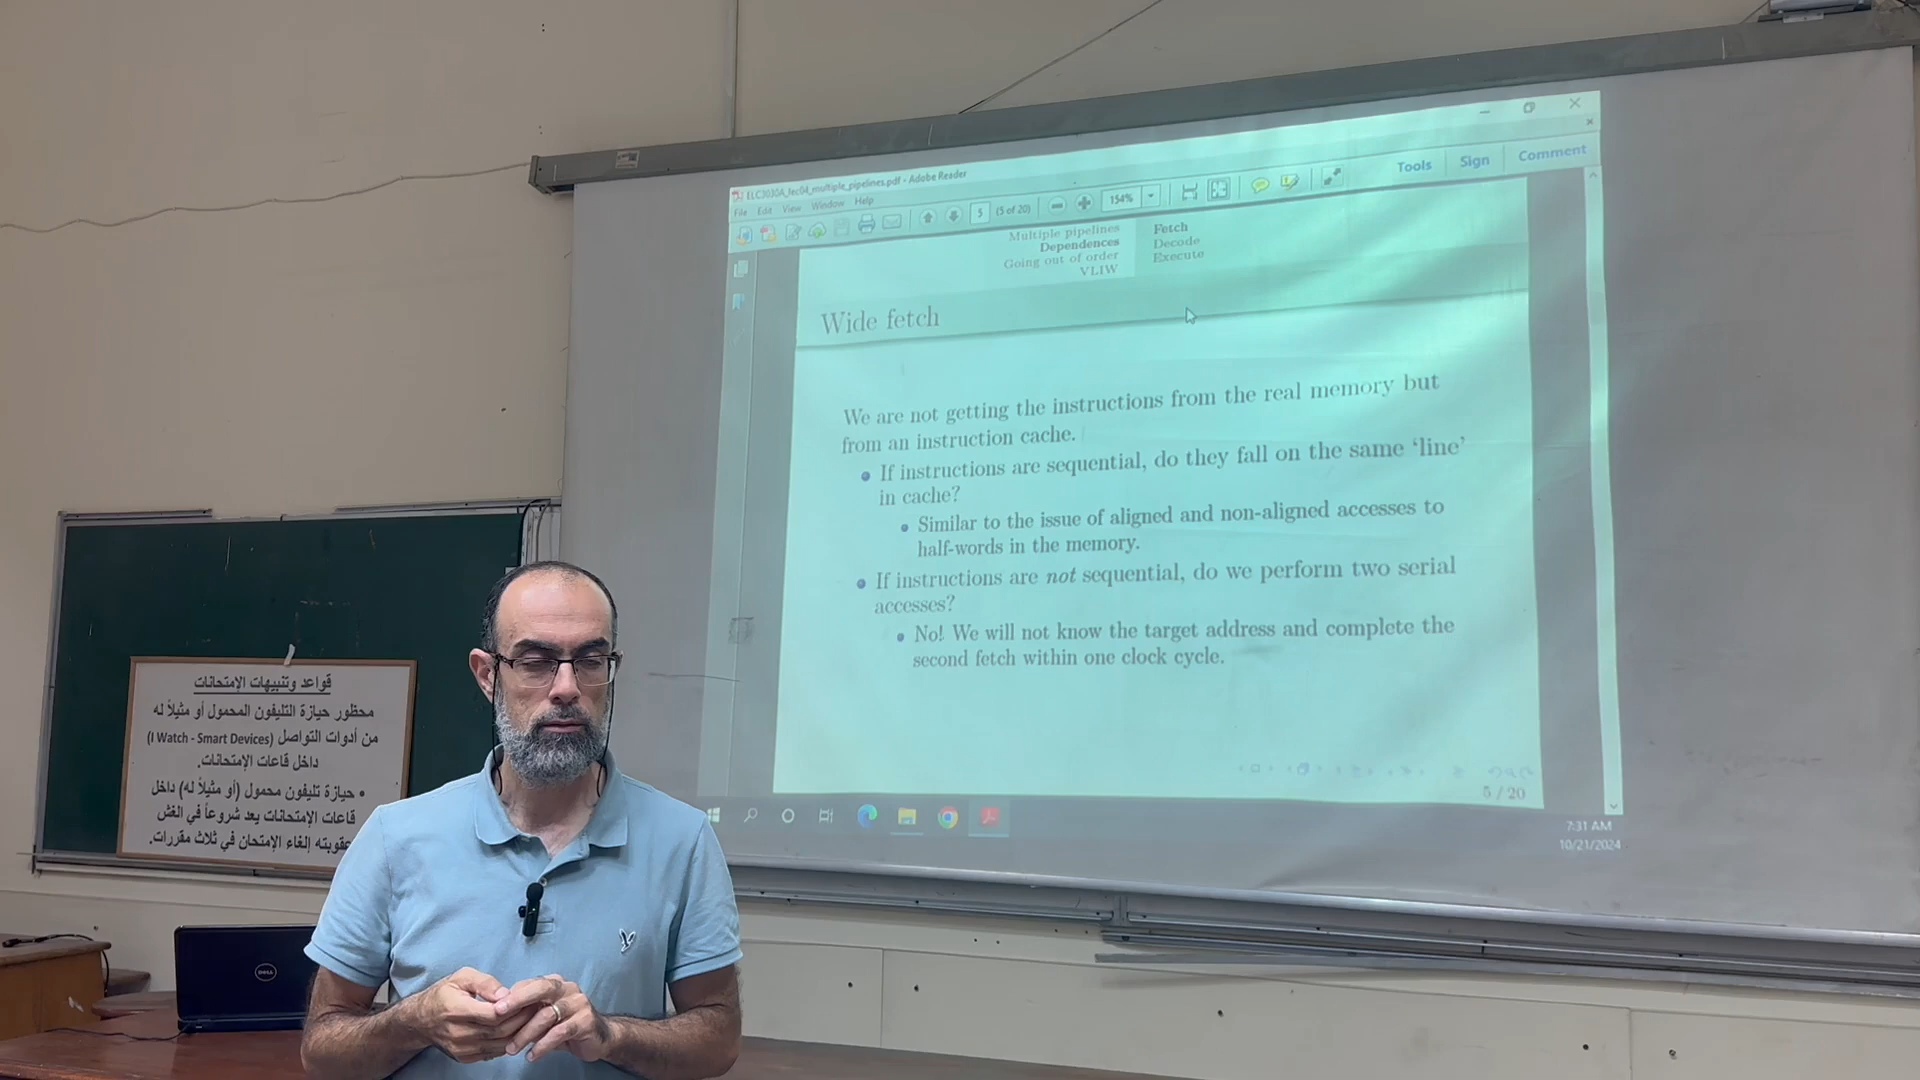 ELC3030A_lec04_multiple_pipelines.pdf - Adobe Reader
File Edit View Window Help
Tools Sign Comment
5 (5 of 20) 154%
Multiple pipelines
Dependences
Going out of order
VLIW
Fetch
Decode
Execute
Wide fetch
We are not getting the instructions from the real memory but
from an instruction cache.
If instructions are sequential, do they fall on the same ‘line’
in cache?
Similar to the issue of aligned and non-aligned accesses to
half-words in the memory.
If instructions are not sequential, do we perform two serial
accesses?
No! We will not know the target address and complete the
second fetch within one clock cycle.
5 / 20
7:31 AM
10/21/2024
قواعد وتنبيهات الإمتحانات
محظور حيازة التليفون المحمول أو مثيلاً له
من أدوات التواصل (I Watch - Smart Devices)
داخل قاعات الإمتحانات.
• حيازة تليفون محمول (أو مثيلاً له) داخل
قاعات الإمتحانات يعد شروعاً في الغش
عقوبته إلغاء الإمتحان في ثلاث مقررات.
DELL